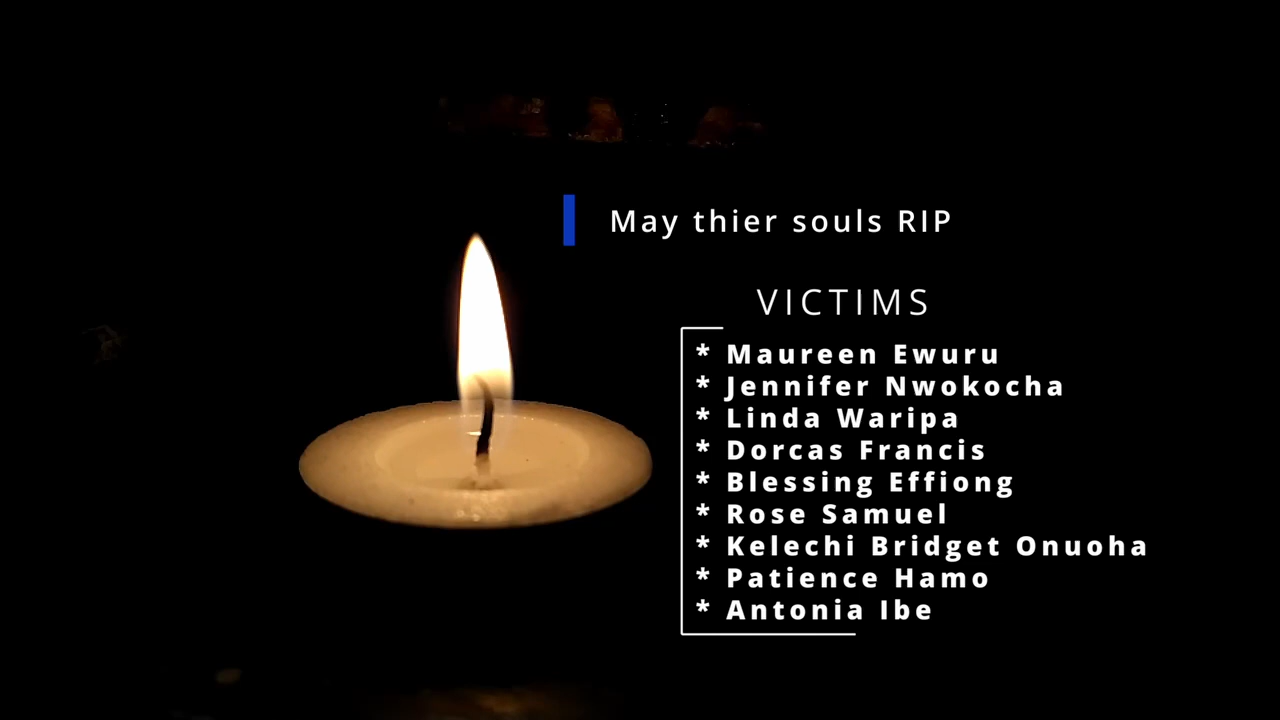 May thier souls RIP
VICTIMS
* Maureen Ewuru
* Jennifer Nwokocha
* Linda Waripa
* Dorcas Francis
* Blessing Effiong
* Rose Samuel
* Kelechi Bridget Onuoha
* Patience Hamo
* Antonia Ibe